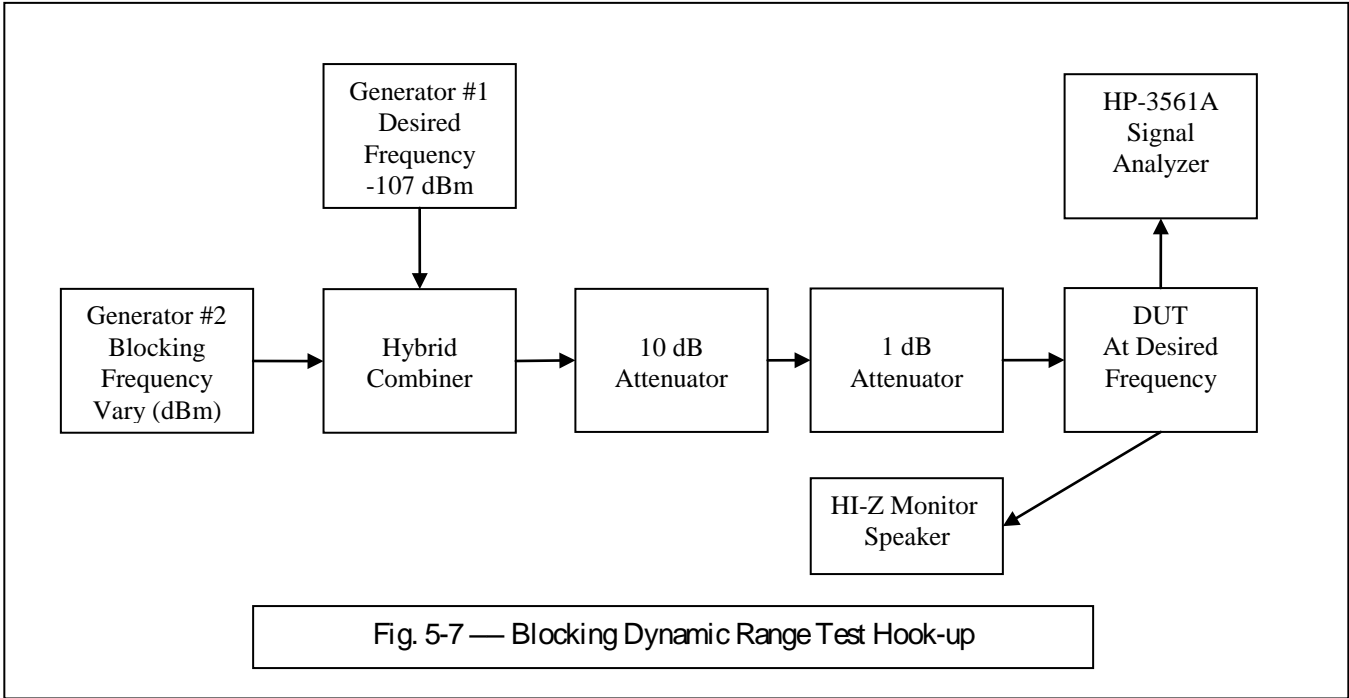 Generator #1
Desired
Frequency
-107 dBm
HP-3561A
Signal
Analyzer
Generator #2
Blocking
Frequency
Vary (dBm)
Hybrid
Combiner
10 dB
Attenuator
1 dB
Attenuator
DUT
At Desired
Frequency
HI-Z Monitor
Speaker
Fig. 5-7 — Blocking Dynamic Range Test Hook-up